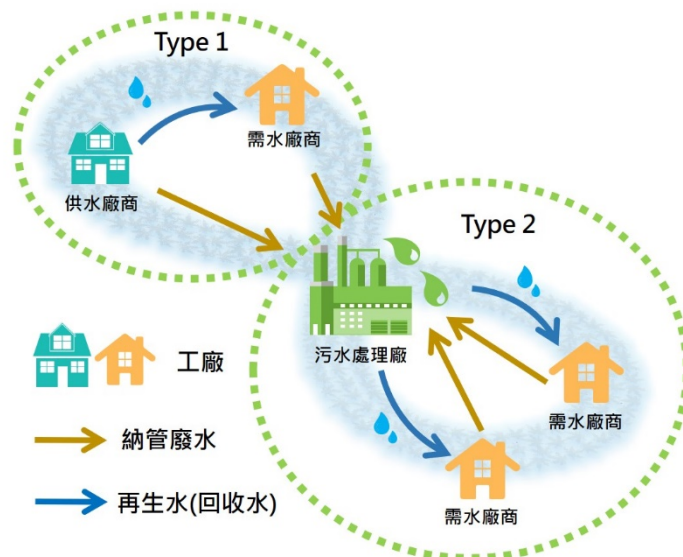 Type 1
需水廠商
供水廠商
Type 2
污水處理廠
需水廠商
需水廠商
工廠
納管廢水
再生水(回收水)